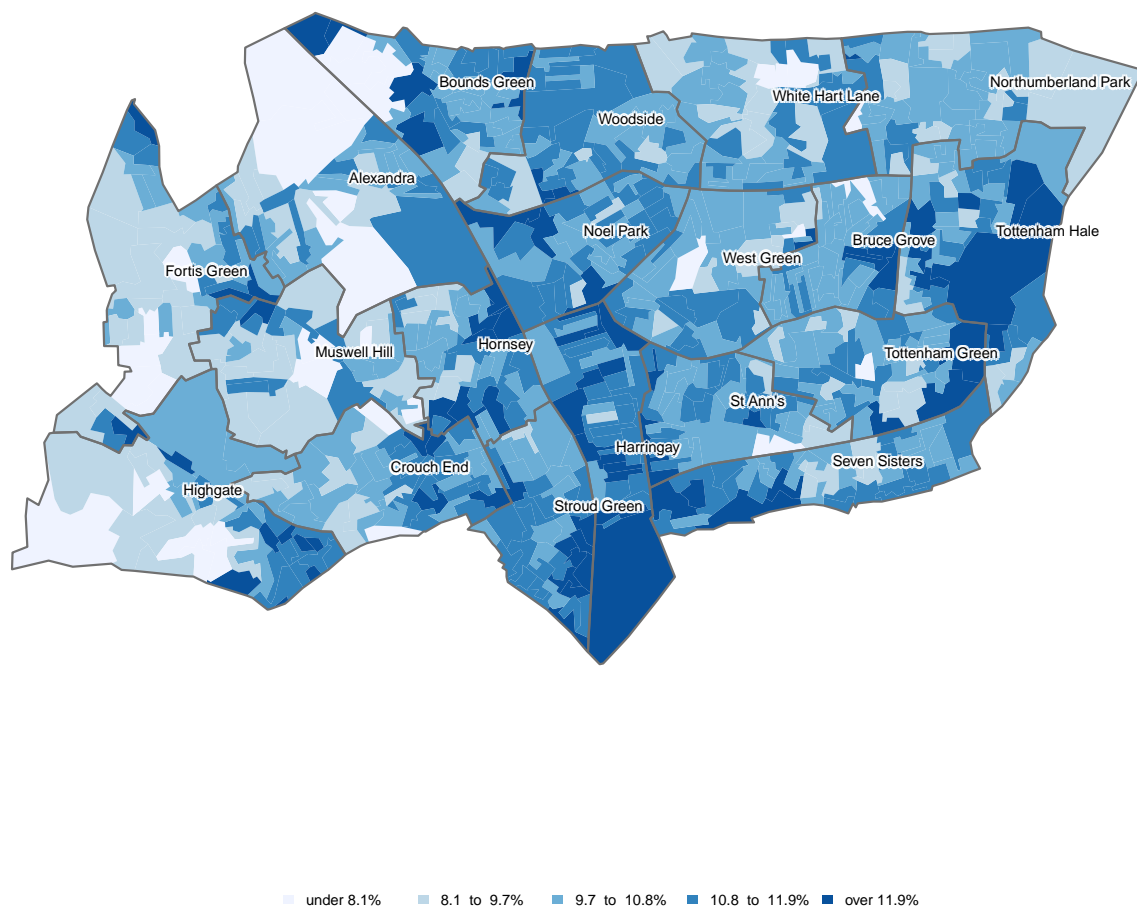 Bounds Green
Northumberland Park
White Hart Lane
Woodside
Alexandra
Noel Park
Tottenham Hale
Bruce Grove
West Green
Fortis Green
Hornsey
Muswell Hill
Tottenham Green
St Ann's
Harringay
Seven Sisters
Crouch End
Highgate
Stroud Green
under 8.1% 8.1 to 9.7% 9.7 to 10.8% 10.8 to 11.9% over 11.9%